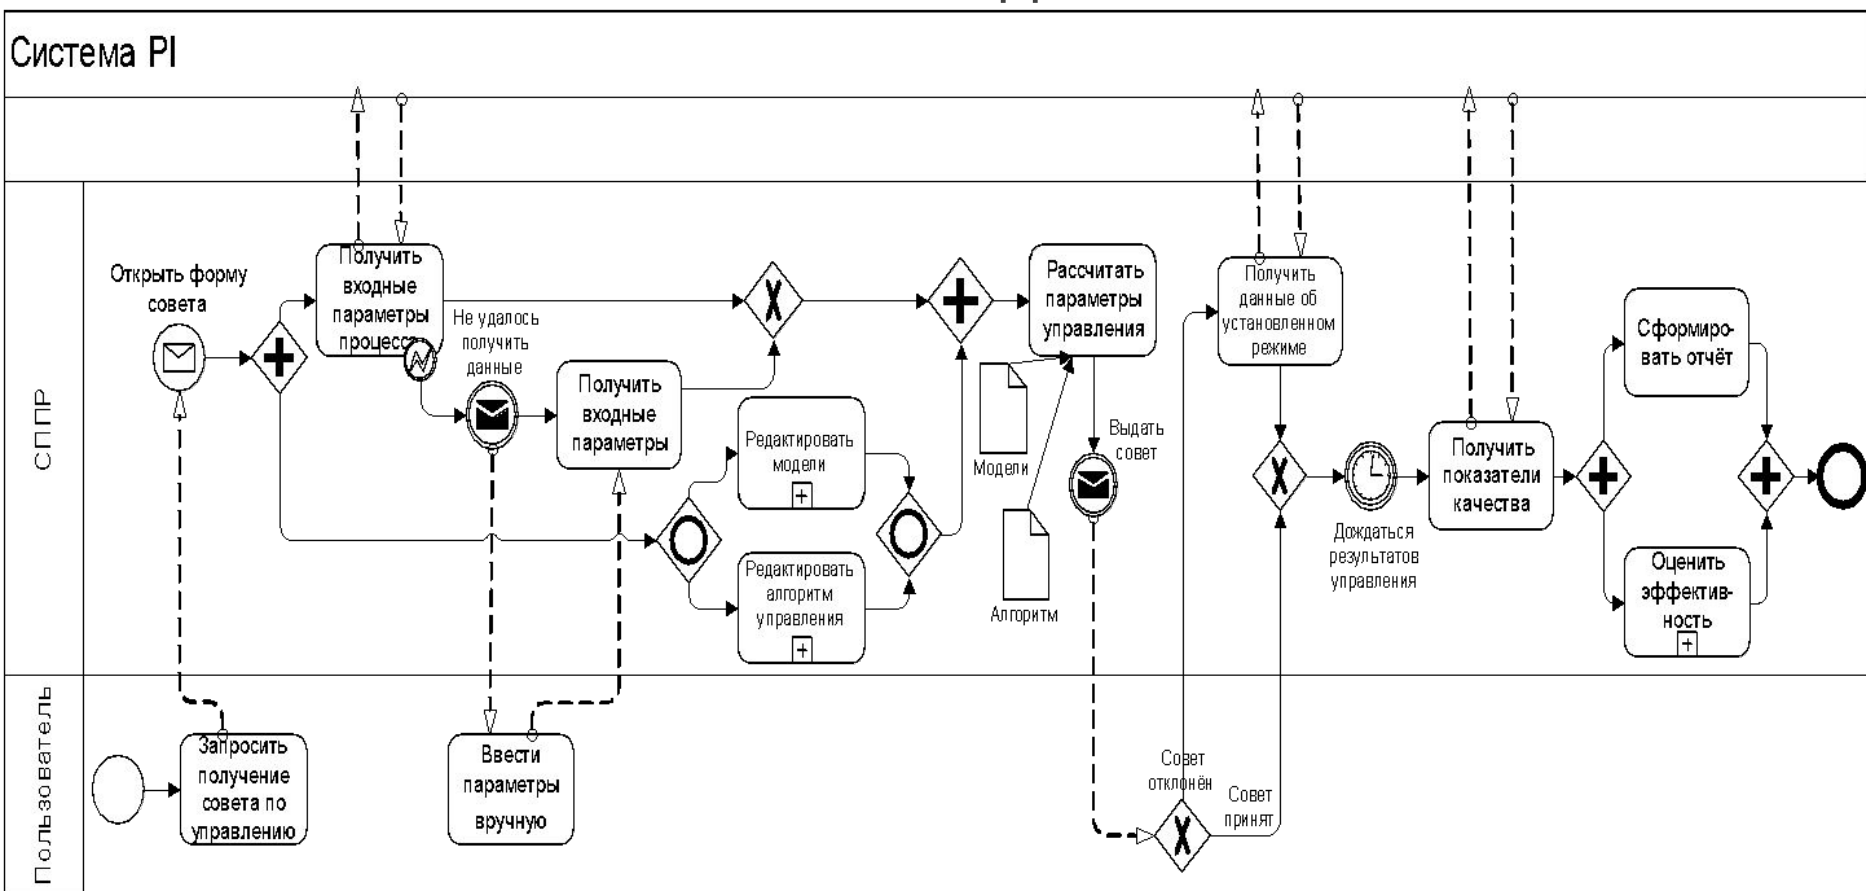 Система PI
СППР
Открыть форму
совета
Получить
входные
параметры
процесса
Не удалось
получить
данные
Получить
входные
параметры
Редактировать
модели
Редактировать
алгоритм
управления
Рассчитать
параметры
управления
Модели
Алгоритм
Выдать
совет
Получить
данные об
установленном
режиме
Дождаться
результатов
управления
Получить
показатели
качества
Сформиро-
вать отчёт
Оценить
эффектив-
ность
Пользователь
Запросить
получение
совета по
управлению
Ввести
параметры
вручную
Совет
отклонён
Совет
принят